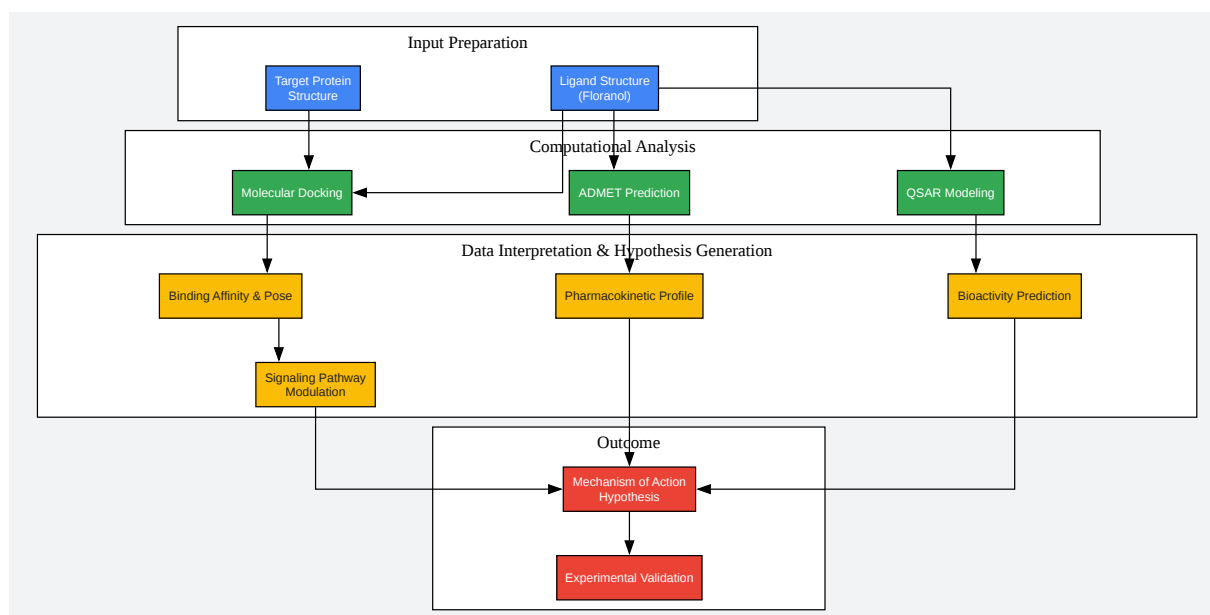 Input Preparation
Target Protein
Structure
Ligand Structure
(Floranol)
Computational Analysis
Molecular Docking
ADMET Prediction
QSAR Modeling
Data Interpretation & Hypothesis Generation
Binding Affinity & Pose
Pharmacokinetic Profile
Bioactivity Prediction
Signaling Pathway
Modulation
Outcome
Mechanism of Action
Hypothesis
Experimental Validation